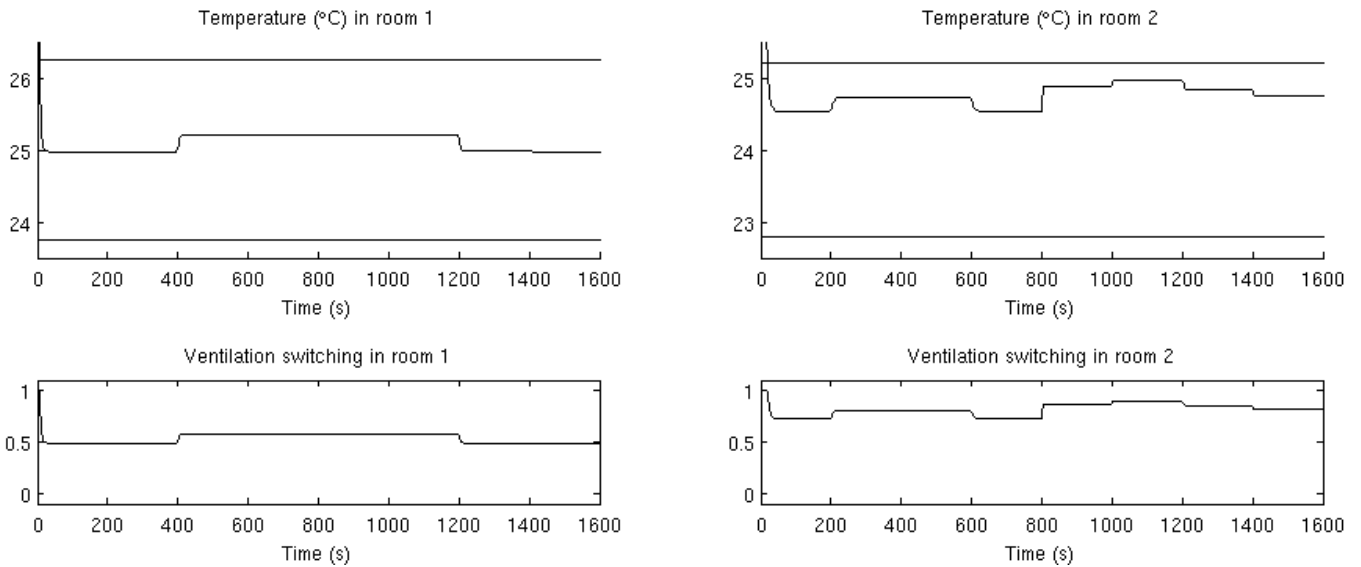 Temperature (°C) in room 1
26
25
24
0 200 400 600 800 1000 1200 1400 1600
Time (s)
Temperature (°C) in room 2
25
24
23
0 200 400 600 800 1000 1200 1400 1600
Time (s)
Ventilation switching in room 1
1
0.5
0
0 200 400 600 800 1000 1200 1400 1600
Time (s)
Ventilation switching in room 2
1
0.5
0
0 200 400 600 800 1000 1200 1400 1600
Time (s)